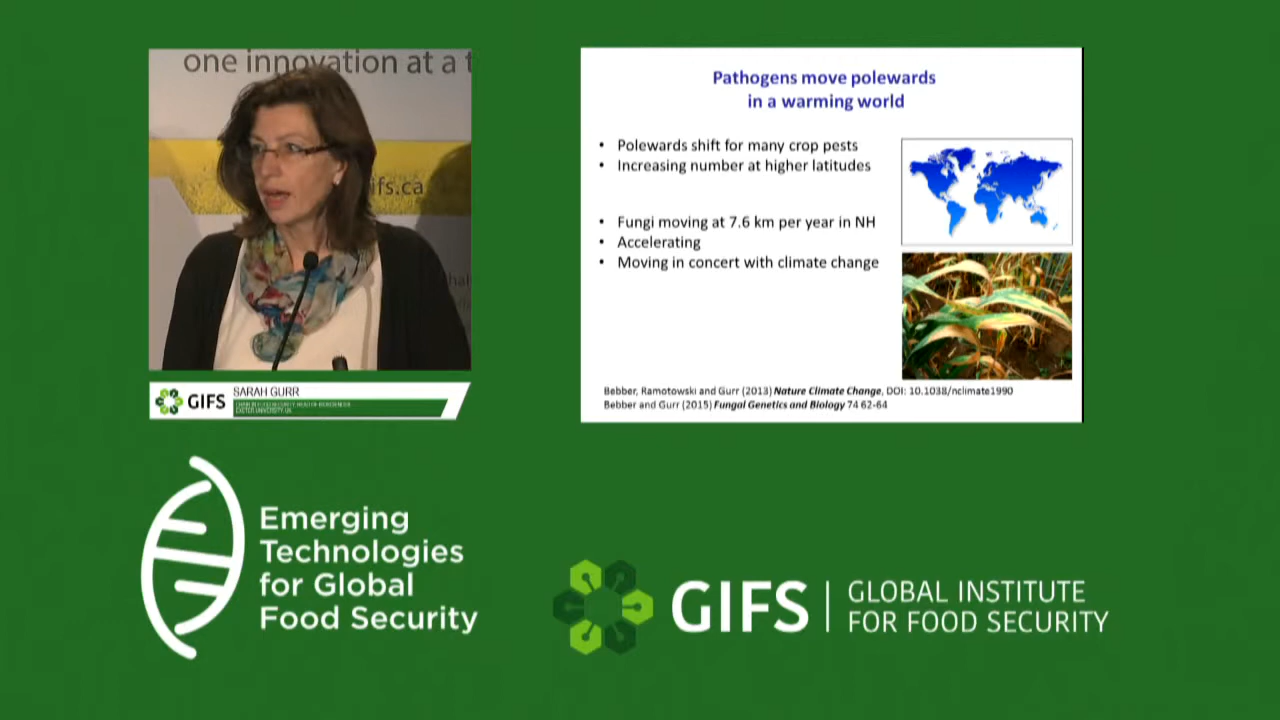 one innovation at a t
ifs.ca
GIFS
SARAH GURR
EXETER UNIVERSITY, UK
Pathogens move polewards
in a warming world
• Polewards shift for many crop pests
• Increasing number at higher latitudes
• Fungi moving at 7.6 km per year in NH
• Accelerating
• Moving in concert with climate change
Bebber, Ramotowski and Gurr (2013) Nature Climate Change, DOI: 10.1038/nclimate1990
Bebber and Gurr (2015) Fungal Genetics and Biology 74 62-64
Emerging
Technologies
for Global
Food Security
GIFS
GLOBAL INSTITUTE
FOR FOOD SECURITY